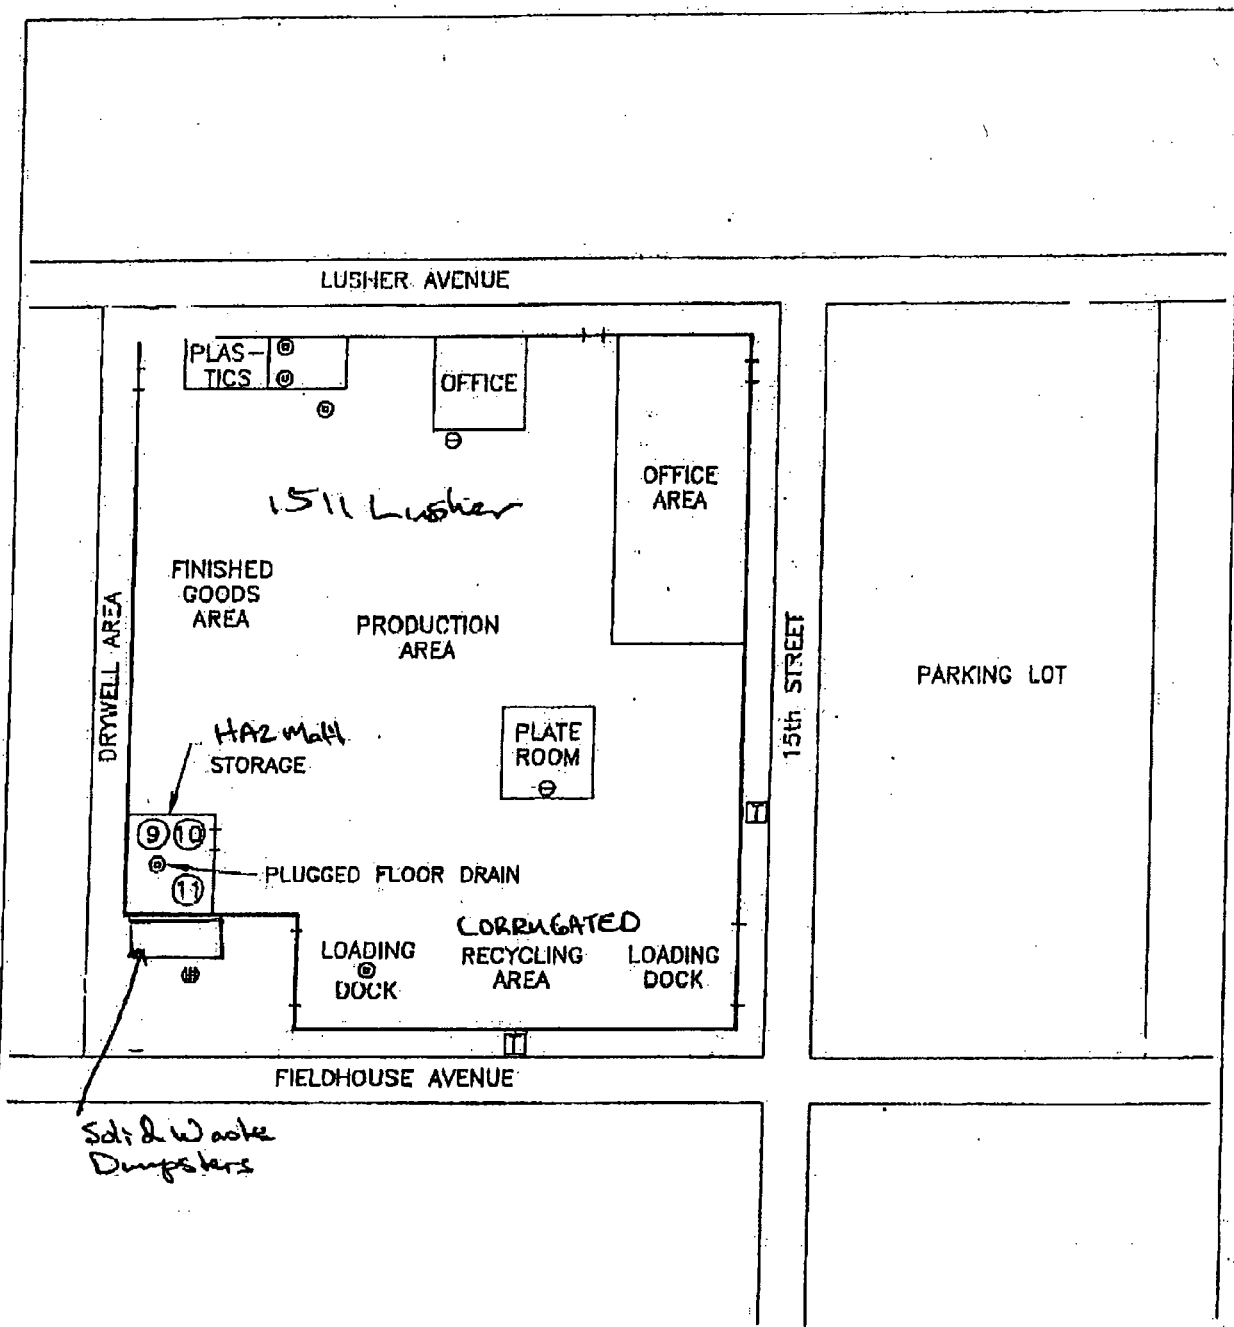 LUSHER AVENUE
PLAS-
TICS
OFFICE
OFFICE
AREA
1511 Lusher
FINISHED
GOODS
AREA
PRODUCTION
AREA
DRYWELL AREA
15th STREET
PARKING LOT
HAZ Mat'l
STORAGE
PLATE
ROOM
T
9 10
PLUGGED FLOOR DRAIN
11
CORRUGATED
LOADING
DOCK
RECYCLING
AREA
LOADING
DOCK
T
FIELDHOUSE AVENUE
Solid Waste
Dumpsters